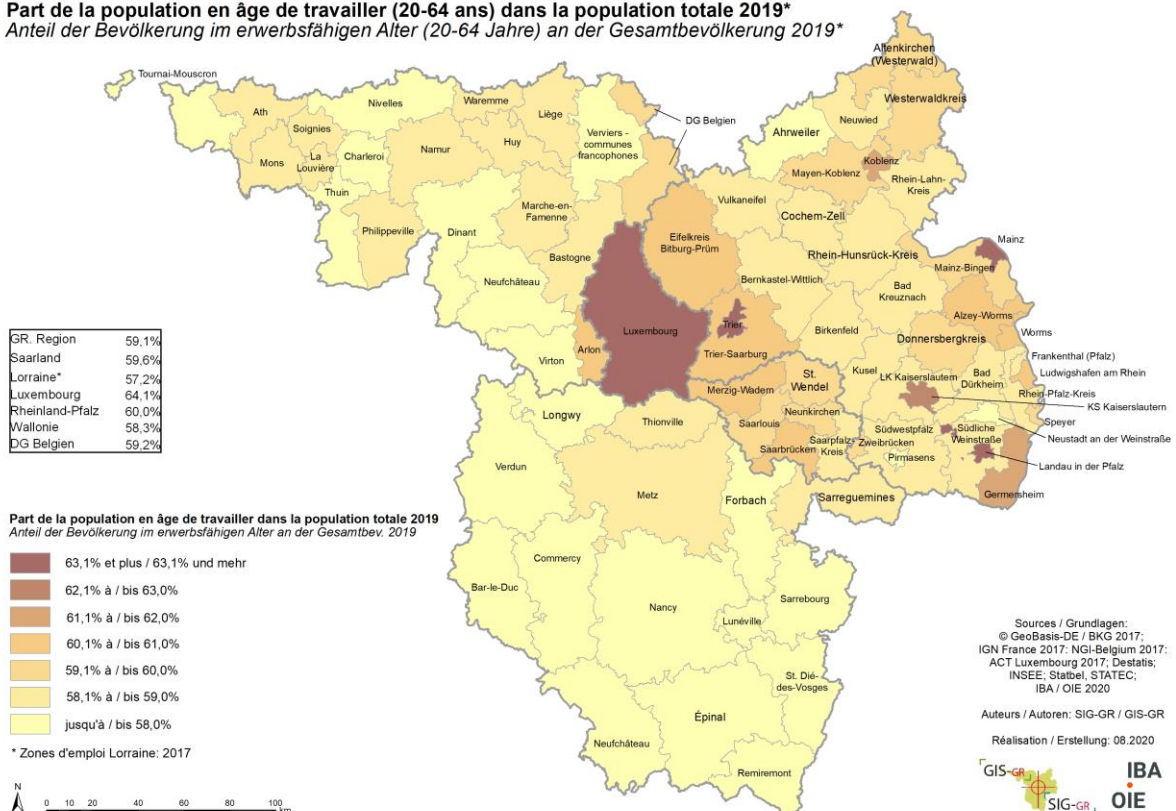 Part de la population en âge de travailler (20-64 ans) dans la population totale 2019*
Anteil der Bevölkerung im erwerbsfähigen Alter (20-64 Jahre) an der Gesamtbevölkerung 2019*
Tournai-Mouscron
Ath
Nivelles
Waremme
Liège
Soignies
Mons
La
Louvière
Charleroi
Namur
Huy
Verviers -
communes
francophones
DG Belgien
Thuin
Philippeville
Dinant
Marche-en-
Famenne
Bastogne
Neufchâteau
Virton
Arlon
Luxembourg
Altenkirchen
(Westerwald)
Westerwaldkreis
Neuwied
Ahrweiler
Koblenz
Mayen-Koblenz
Rhein-Lahn-
Kreis
Vulkaneifel
Cochem-Zell
Eifelkreis
Bitburg-Prüm
Rhein-Hunsrück-Kreis
Mainz
Mainz-Bingen
Bernkastel-Wittlich
Bad
Kreuznach
Alzey-Worms
Trier
Trier-Saarburg
Birkenfeld
Donnersbergkreis
Worms
Frankenthal (Pfalz)
Ludwigshafen am Rhein
Rhein-Pfalz-Kreis
KS Kaiserslautern
Speyer
Neustadt an der Weinstraße
Landau in der Pfalz
Kusel
LK Kaiserslautern
Bad
Dürkheim
Merzig-Wadern
St.
Wendel
Neunkirchen
Saarlouis
Saarbrücken
Saarpfalz-
Kreis
Südwestpfalz
Zweibrücken
Pirmasens
Südliche
Weinstraße
Germersheim
Longwy
Thionville
Verdun
Metz
Forbach
Sarreguemines
Commercy
Bar-le-Duc
Nancy
Sarrebourg
Lunéville
St. Dié-
des-Vosges
Épinal
Neufchâteau
Remiremont
GR. Region 59,1%
Saarland 59,6%
Lorraine* 57,2%
Luxembourg 64,1%
Rheinland-Pfalz 60,0%
Wallonie 58,3%
DG Belgien 59,2%
Part de la population en âge de travailler dans la population totale 2019
Anteil der Bevölkerung im erwerbsfähigen Alter an der Gesamtbev. 2019
63,1% et plus / 63,1% und mehr
62,1% à / bis 63,0%
61,1% à / bis 62,0%
60,1% à / bis 61,0%
59,1% à / bis 60,0%
58,1% à / bis 59,0%
jusqu'à / bis 58,0%
* Zones d'emploi Lorraine: 2017
N
0 10 20 40 60 80 100
km
Sources / Grundlagen:
© GeoBasis-DE / BKG 2017;
IGN France 2017: NGI-Belgium 2017:
ACT Luxembourg 2017; Destatis;
INSEE; Statbel, STATEC;
IBA / OIE 2020
Auteurs / Autoren: SIG-GR / GIS-GR
Réalisation / Erstellung: 08.2020
GIS-GR
SIG-GR
IBA
OIE